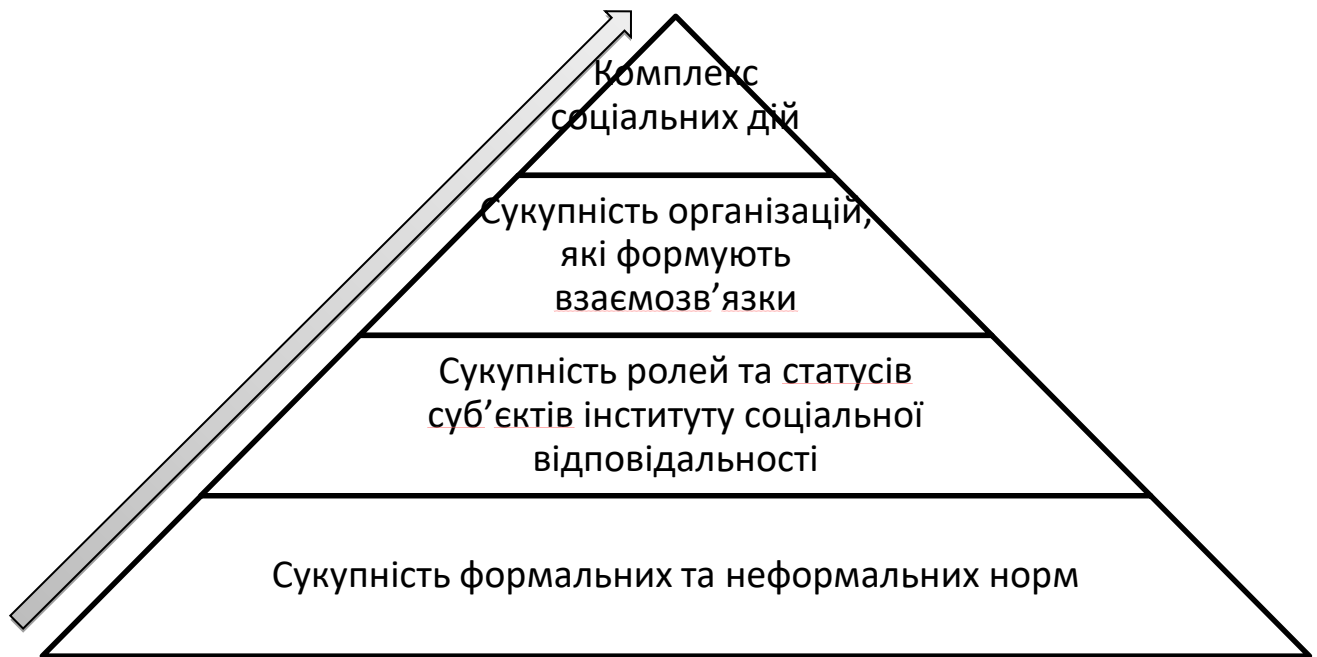 Комплекс
соціальних дій
Сукупність організацій,
які формують
взаємозв’язки
Сукупність ролей та статусів
суб’єктів інституту соціальної
відповідальності
Сукупність формальних та неформальних норм